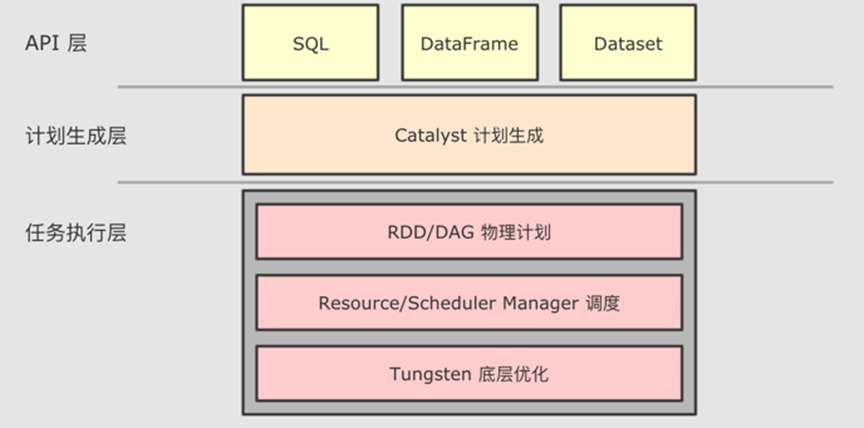 API 层
SQL
DataFrame
Dataset
计划生成层
Catalyst 计划生成
任务执行层
RDD/DAG 物理计划
Resource/Scheduler Manager 调度
Tungsten 底层优化